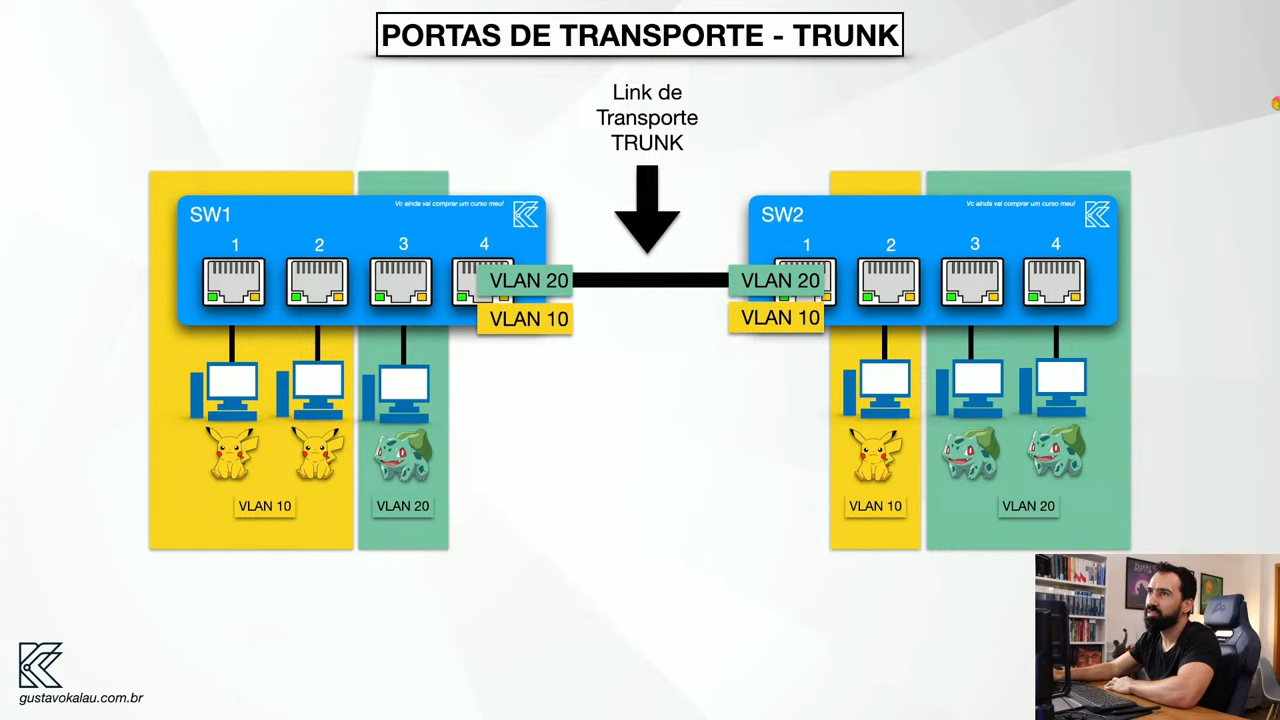 PORTAS DE TRANSPORTE - TRUNK
Link de
Transporte
TRUNK
SW1
Vc ainda vai comprar um curso meu!
1 2 3 4
VLAN 20
VLAN 10
SW2
Vc ainda vai comprar um curso meu!
1 2 3 4
VLAN 20
VLAN 10
VLAN 10
VLAN 20
VLAN 10
VLAN 20
gustavokalau.com.br